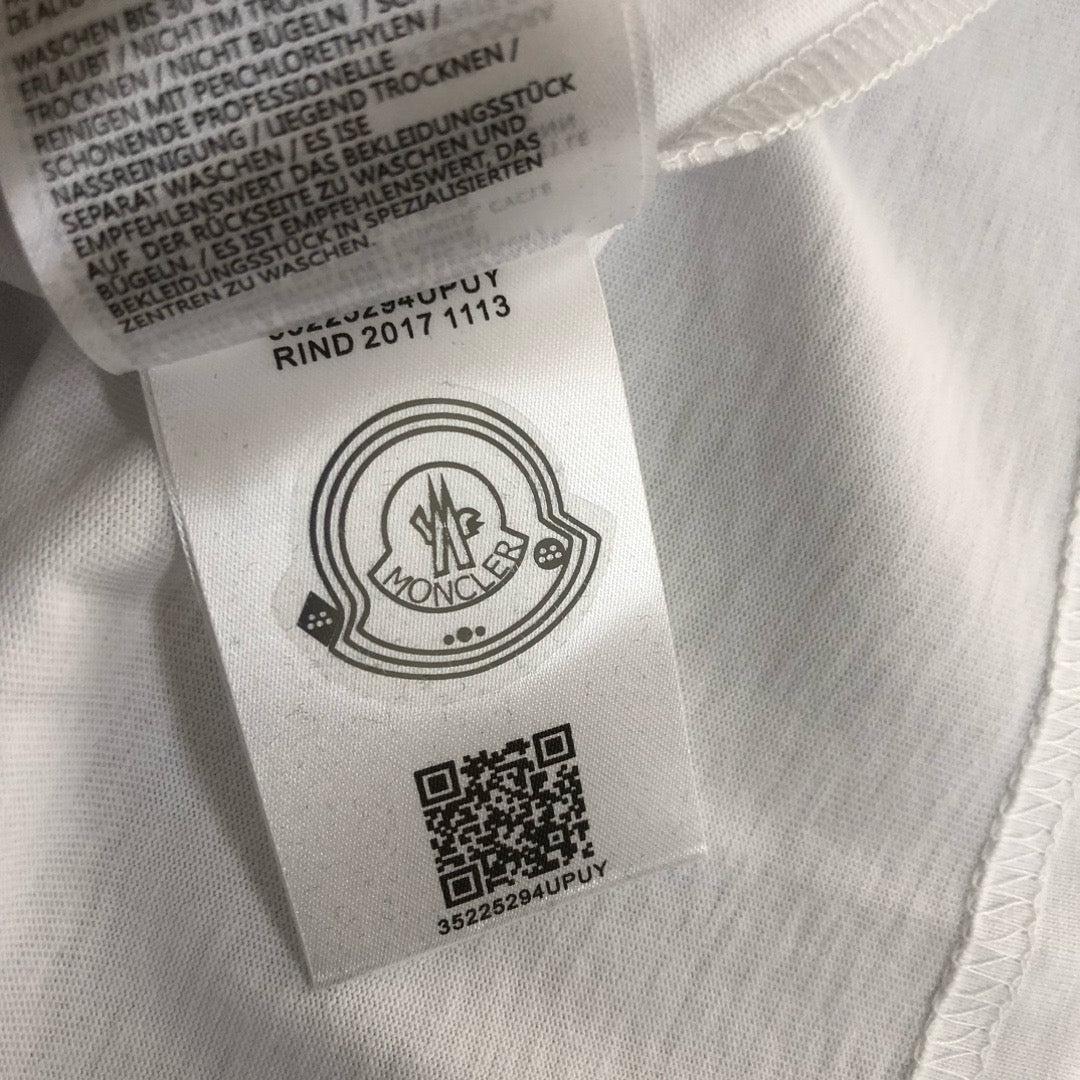 WASCHEN BIS 30°C
ERLAUBT / NICHT IM TROCKNER
TROCKNEN / NICHT BÜGELN /
REINIGEN MIT PERCHLORETHYLEN /
SCHONENDE PROFESSIONELLE
NASSREINIGUNG / LIEGEND TROCKNEN /
SEPARAT WASCHEN / ES ISE
EMPFEHLENSWERT DAS BEKLEIDUNGSSTÜCK
AUF DER RÜCKSEITE ZU WASCHEN UND
BÜGELN. / ES IST EMPFEHLENSWERT, DAS
BEKLEIDUNGSSTÜCK IN SPEZIALISIERTEN
ZENTREN ZU WASCHEN.
35225294UPUY
RIND 2017 1113
MONCLER
35225294UPUY